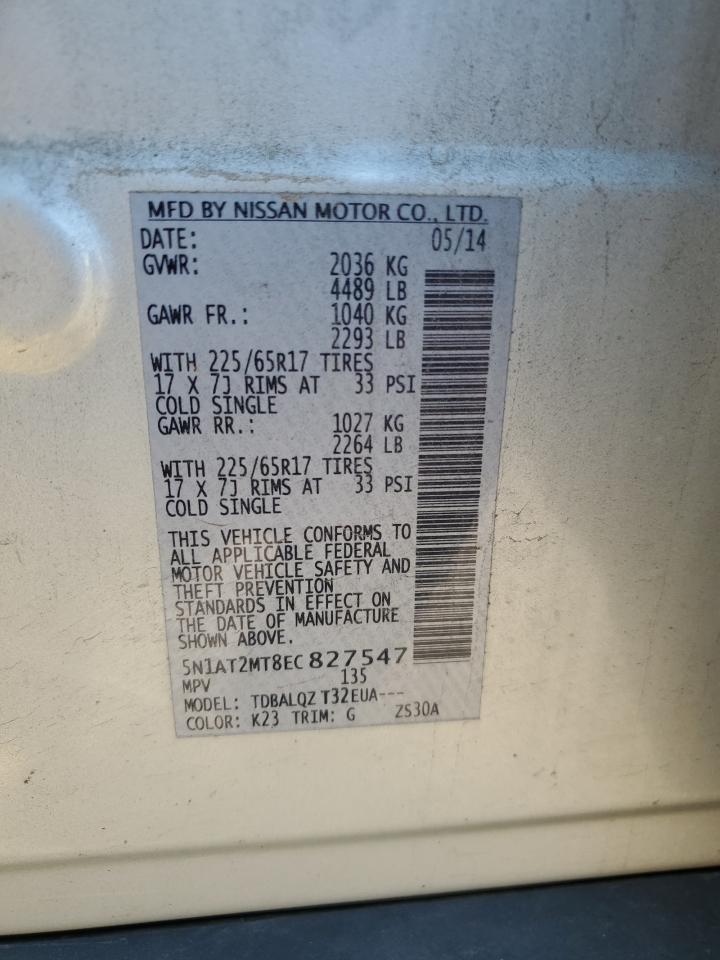 MFD BY NISSAN MOTOR CO., LTD.
DATE: 05/14
GVWR: 2036 KG
4489 LB
GAWR FR.: 1040 KG
2293 LB
WITH 225/65R17 TIRES
17 X 7J RIMS AT 33 PSI
COLD SINGLE
GAWR RR.: 1027 KG
2264 LB
WITH 225/65R17 TIRES
17 X 7J RIMS AT 33 PSI
COLD SINGLE
THIS VEHICLE CONFORMS TO
ALL APPLICABLE FEDERAL
MOTOR VEHICLE SAFETY AND
THEFT PREVENTION
STANDARDS IN EFFECT ON
THE DATE OF MANUFACTURE
SHOWN ABOVE.
5N1AT2MT8EC827547
MPV 135
MODEL: TDBALQZ T32EUA---
COLOR: K23 TRIM: G ZS30A